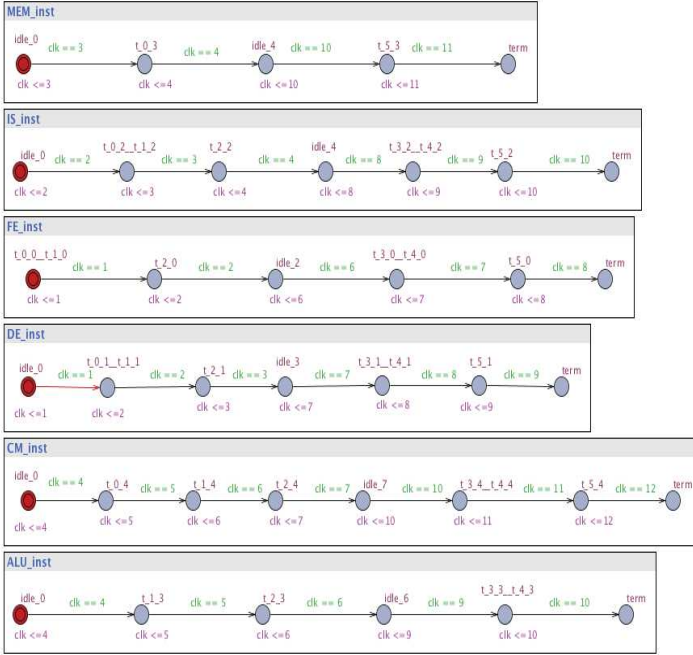 MEM_inst
idle_0 clk == 3 t_0_3 clk == 4 idle_4 clk == 10 t_5_3 clk == 11 term
clk <=3 clk <=4 clk <=10 clk <=11
IS_inst
idle_0 clk == 2 t_0_2__t_1_2 clk == 3 t_2_2 clk == 4 idle_4 clk == 8 t_3_2__t_4_2 clk == 9 t_5_2 clk == 10 term
clk <=2 clk <=3 clk <=4 clk <=8 clk <=9 clk <=10
FE_inst
t_0_0__t_1_0 clk == 1 t_2_0 clk == 2 idle_2 clk == 6 t_3_0__t_4_0 clk == 7 t_5_0 clk == 8 term
clk <=1 clk <=2 clk <=6 clk <=7 clk <=8
DE_inst
idle_0 clk == 1 t_0_1__t_1_1 clk == 2 t_2_1 clk == 3 idle_3 clk == 7 t_3_1__t_4_1 clk == 8 t_5_1 clk == 9 term
clk <=1 clk <=2 clk <=3 clk <=7 clk <=8 clk <=9
CM_inst
idle_0 clk == 4 t_0_4 clk == 5 t_1_4 clk == 6 t_2_4 clk == 7 idle_7 clk == 10 t_3_4__t_4_4 clk == 11 t_5_4 clk == 12 term
clk <=4 clk <=5 clk <=6 clk <=7 clk <=10 clk <=11 clk <=12
ALU_inst
idle_0 clk == 4 t_1_3 clk == 5 t_2_3 clk == 6 idle_6 clk == 9 t_3_3__t_4_3 clk == 10 term
clk <=4 clk <=5 clk <=6 clk <=9 clk <=10